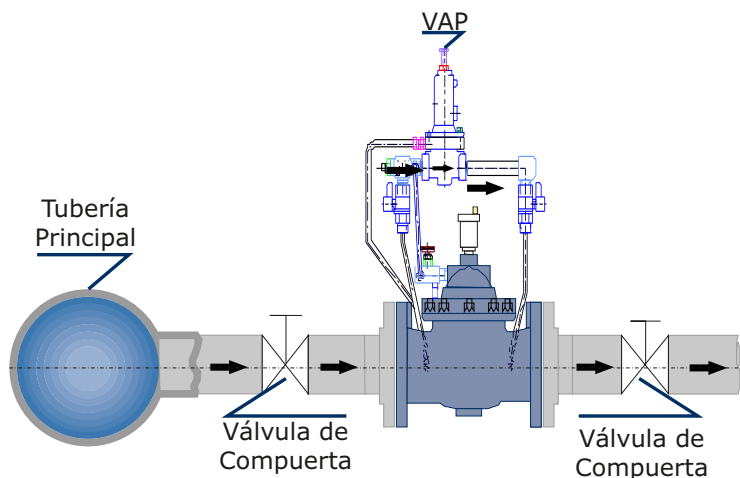 VAP
Tubería
Principal
Válvula de
Compuerta
Válvula de
Compuerta